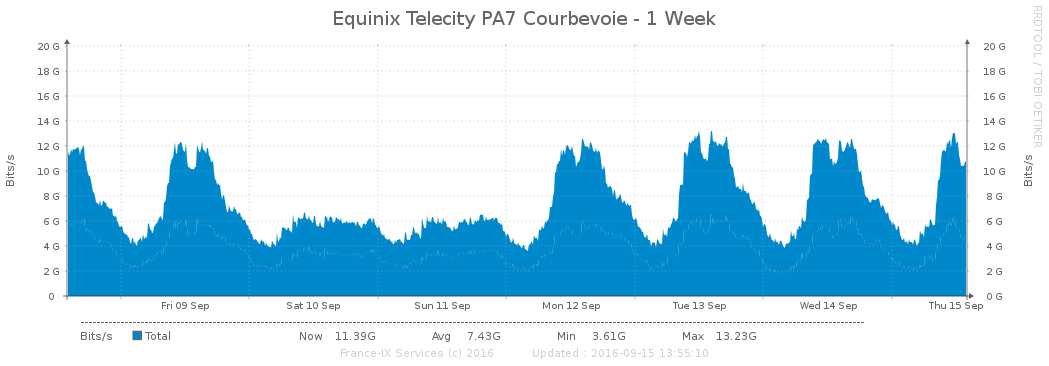 Equinix Telecity PA7 Courbevoie - 1 Week
RRDTOOL / TOBI OETIKER
Bits/s
Bits/s
20 G 20 G
18 G 18 G
16 G 16 G
14 G 14 G
12 G 12 G
10 G 10 G
8 G 8 G
6 G 6 G
4 G 4 G
2 G 2 G
0 0 G
Fri 09 Sep Sat 10 Sep Sun 11 Sep Mon 12 Sep Tue 13 Sep Wed 14 Sep Thu 15 Sep
Bits/s Total Now 11.39G Avg 7.43G Min 3.61G Max 13.23G
France-IX Services (c) 2016 Updated : 2016-09-15 13:55:10